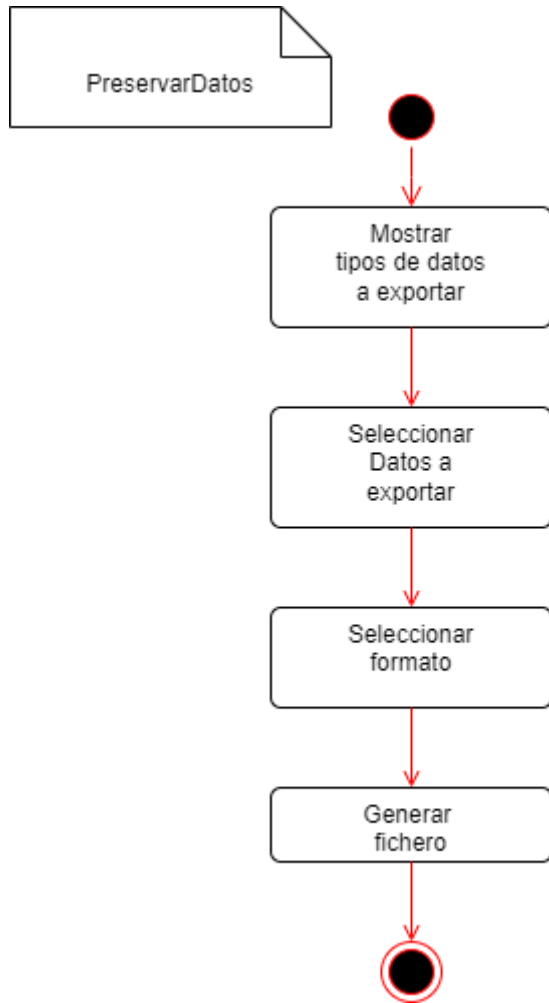 PreservarDatos
Mostrar
tipos de datos
a exportar
Seleccionar
Datos a
exportar
Seleccionar
formato
Generar
fichero